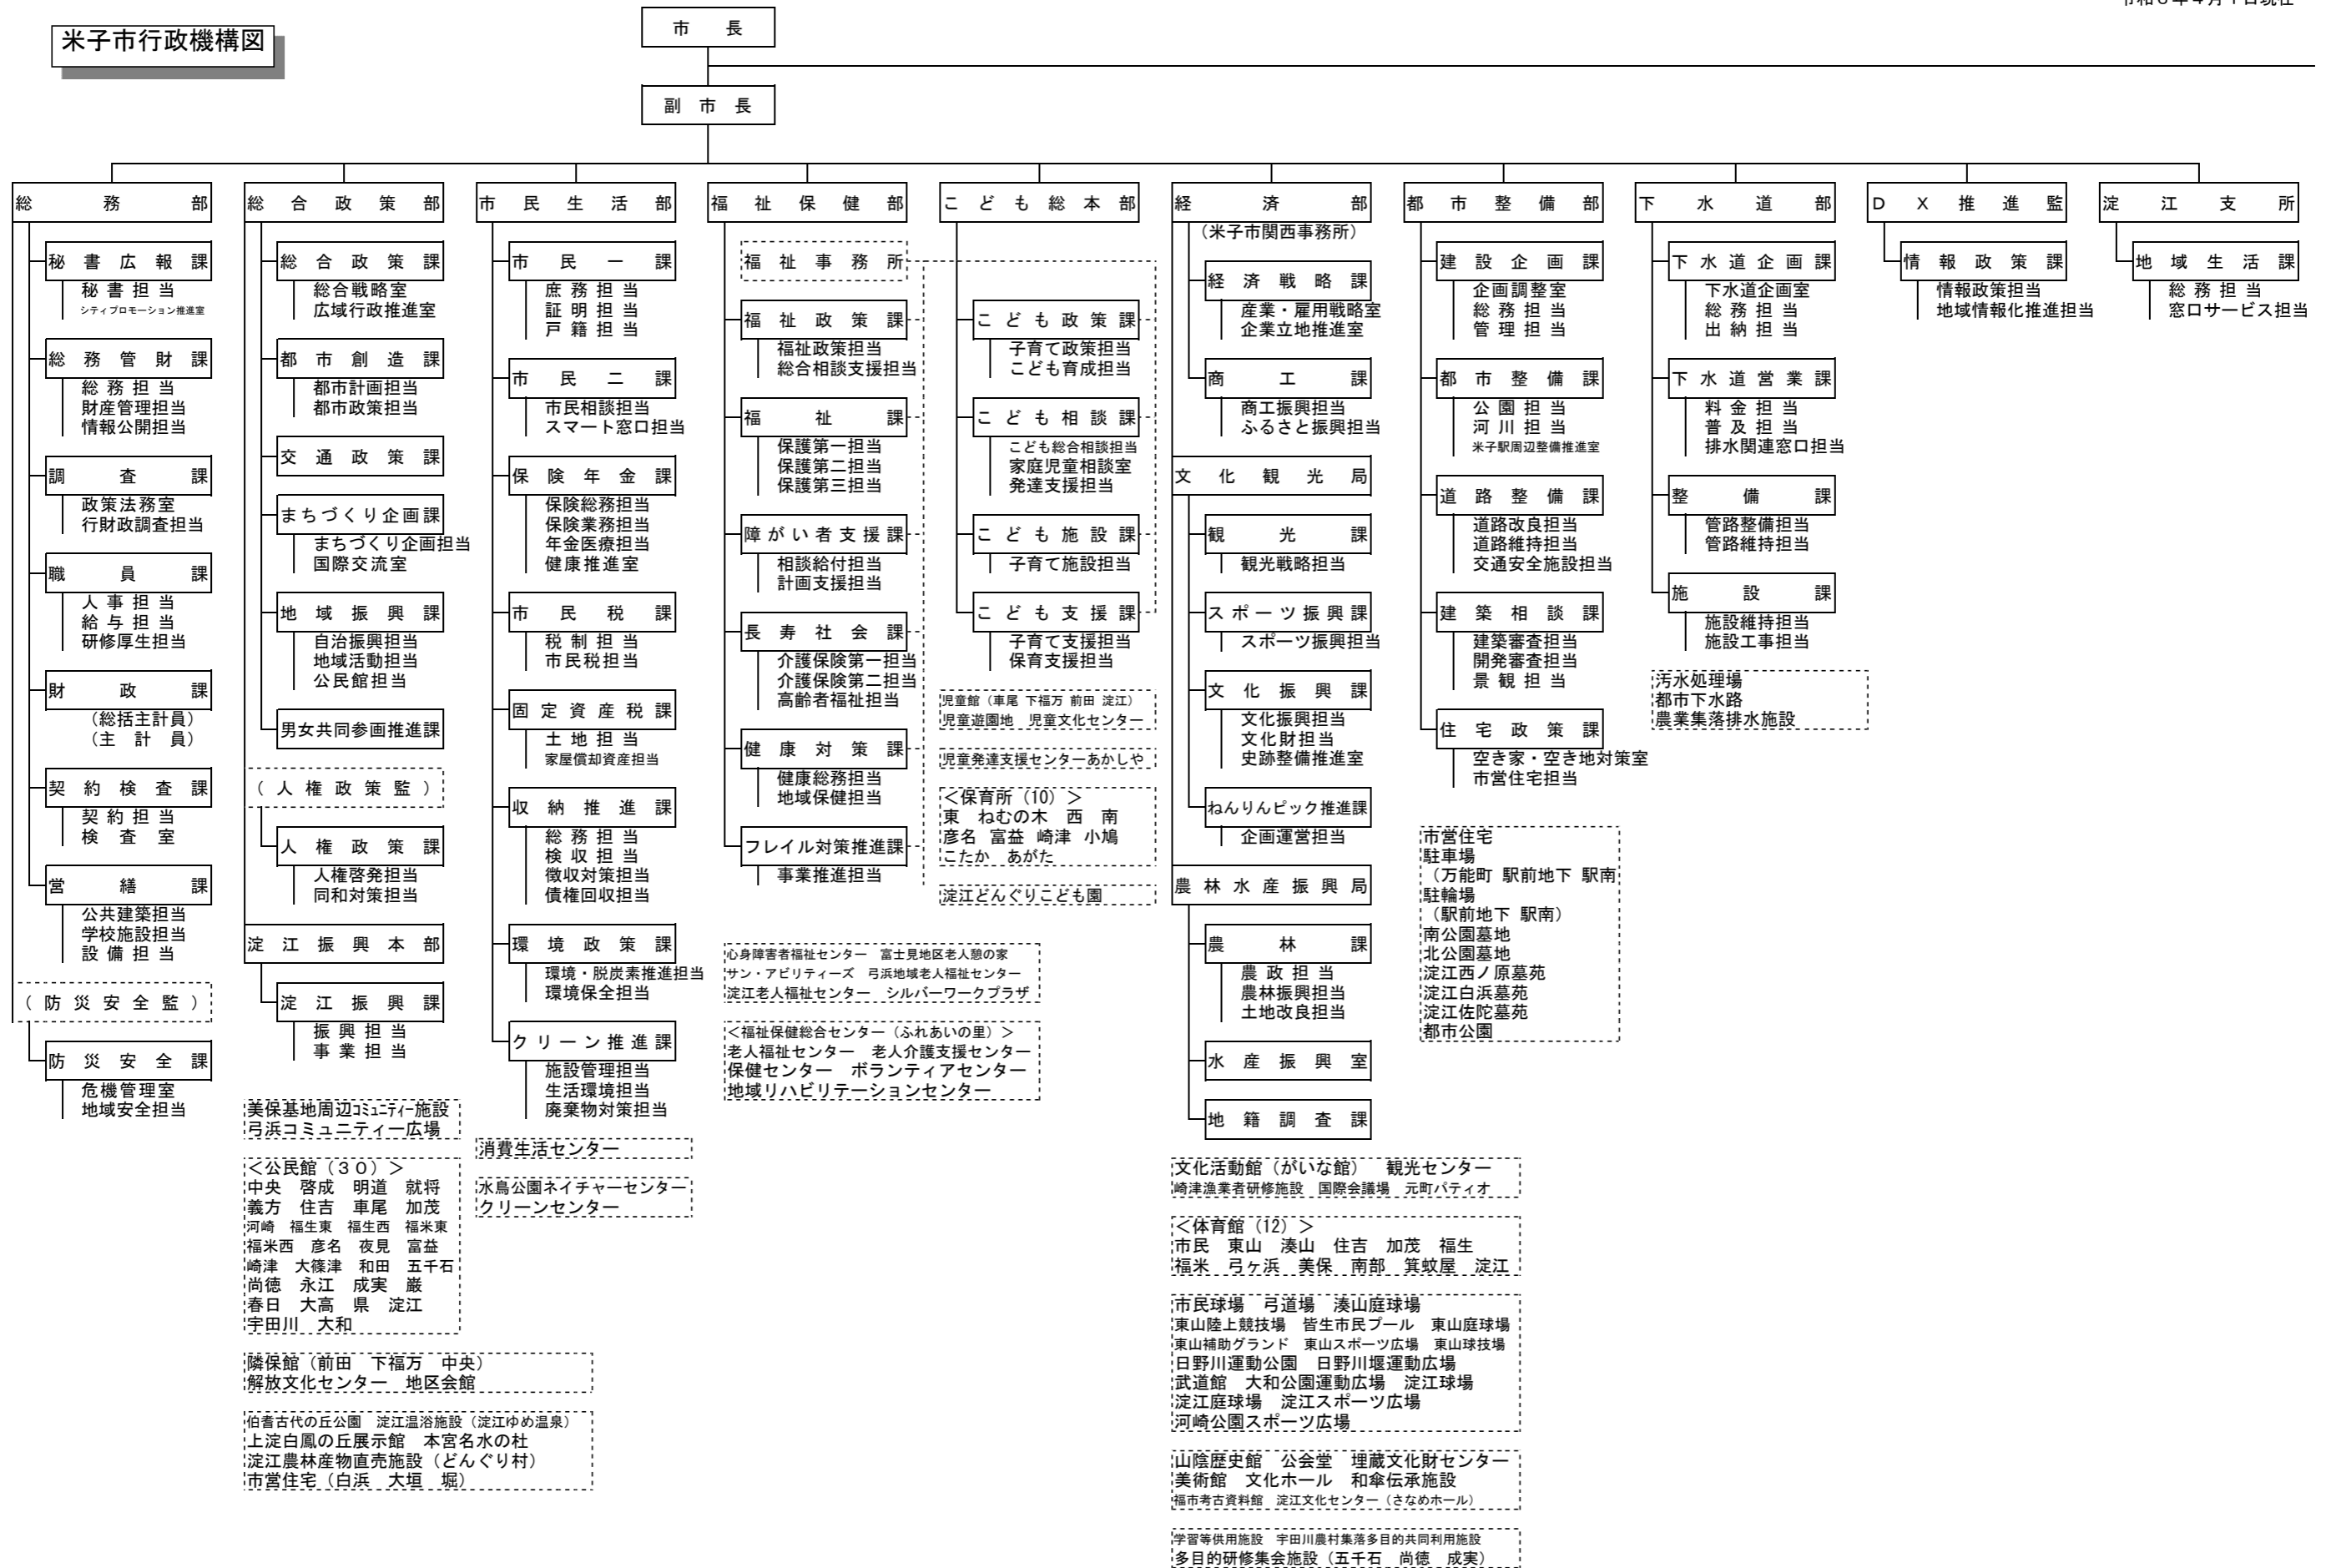 米子市行政機構図
市長
副市長
総務部
秘書広報課
秘書担当
シティプロモーション推進室
総務管財課
総務担当
財産管理担当
情報公開担当
調査課
政策法務室
行財政調査担当
職員課
人事担当
給与担当
研修厚生担当
財政課
（総括主計員）
（主計員）
契約検査課
契約担当
検査室
営繕課
公共建築担当
学校施設担当
設備担当
（防災安全監）
防災安全課
危機管理室
地域安全担当
総合政策部
総合政策課
総合戦略室
広域行政推進室
都市創造課
都市計画担当
都市政策担当
交通政策課
まちづくり企画課
まちづくり企画担当
国際交流室
地域振興課
自治振興担当
地域活動担当
公民館担当
男女共同参画推進課
（人権政策監）
人権政策課
人権啓発担当
同和対策担当
淀江振興本部
淀江振興課
振興担当
事業担当
美保基地周辺ｺﾐｭﾆﾃｨｰ施設
弓浜コミュニティー広場
＜公民館（３０）＞
中央　啓成　明道　就将
義方　住吉　車尾　加茂
河崎　福生東　福生西　福米東
福米西　彦名　夜見　富益
崎津　大篠津　和田　五千石
尚徳　永江　成実　巌
春日　大高　県　淀江
宇田川　大和
隣保館（前田　下福万　中央）
解放文化センター　地区会館
伯耆古代の丘公園　淀江温浴施設（淀江ゆめ温泉）
上淀白鳳の丘展示館　本宮名水の杜
淀江農林産物直売施設（どんぐり村）
市営住宅（白浜　大垣　堀）
市民生活部
市民一課
庶務担当
証明担当
戸籍担当
市民二課
市民相談担当
スマート窓口担当
保険年金課
保険総務担当
保険業務担当
年金医療担当
健康推進室
市民税課
税制担当
市民税担当
固定資産税課
土地担当
家屋償却資産担当
収納推進課
総務担当
検収担当
徴収対策担当
債権回収担当
環境政策課
環境・脱炭素推進担当
環境保全担当
クリーン推進課
施設管理担当
生活環境担当
廃棄物対策担当
消費生活センター
水鳥公園ネイチャーセンター
クリーンセンター
福祉保健部
福祉事務所
福祉政策課
福祉政策担当
総合相談支援担当
福祉課
保護第一担当
保護第二担当
保護第三担当
障がい者支援課
相談給付担当
計画支援担当
長寿社会課
介護保険第一担当
介護保険第二担当
高齢者福祉担当
健康対策課
健康総務担当
地域保健担当
フレイル対策推進課
事業推進担当
心身障害者福祉センター　富士見地区老人憩の家
サン・アビリティーズ　弓浜地域老人福祉センター
淀江老人福祉センター　シルバーワークプラザ
＜福祉保健総合センター（ふれあいの里）＞
老人福祉センター　老人介護支援センター
保健センター　ボランティアセンター
地域リハビリテーションセンター
こども総本部
こども政策課
子育て政策担当
こども育成担当
こども相談課
こども総合相談担当
家庭児童相談室
発達支援担当
こども施設課
子育て施設担当
こども支援課
子育て支援担当
保育支援担当
児童館（車尾 下福万 前田 淀江）
児童遊園地　児童文化センター
児童発達支援センターあかしや
＜保育所（10）＞
東　ねむの木　西　南
彦名　富益　崎津　小鳩
こたか　あがた
淀江どんぐりこども園
経済部
（米子市関西事務所）
経済戦略課
産業・雇用戦略室
企業立地推進室
商工課
商工振興担当
ふるさと振興担当
文化観光局
観光課
観光戦略担当
スポーツ振興課
スポーツ振興担当
文化振興課
文化振興担当
文化財担当
史跡整備推進室
ねんりんピック推進課
企画運営担当
農林水産振興局
農林課
農政担当
農林振興担当
土地改良担当
水産振興室
地籍調査課
文化活動館（がいな館）　観光センター
崎津漁業者研修施設　国際会議場　元町パティオ
＜体育館（12）＞
市民　東山　湊山　住吉　加茂　福生
福米　弓ヶ浜　美保　南部　箕蚊屋　淀江
市民球場　弓道場　湊山庭球場
東山陸上競技場　皆生市民プール　東山庭球場
東山補助グランド　東山スポーツ広場　東山球技場
日野川運動公園　日野川堰運動広場
武道館　大和公園運動広場　淀江球場
淀江庭球場　淀江スポーツ広場
河崎公園スポーツ広場
山陰歴史館　公会堂　埋蔵文化財センター
美術館　文化ホール　和傘伝承施設
福市考古資料館　淀江文化センター（さなめホール）
学習等供用施設　宇田川農村集落多目的共同利用施設
多目的研修集会施設（五千石　尚徳　成実）
都市整備部
建設企画課
企画調整室
総務担当
管理担当
都市整備課
公園担当
河川担当
米子駅周辺整備推進室
道路整備課
道路改良担当
道路維持担当
交通安全施設担当
建築相談課
建築審査担当
開発審査担当
景観担当
住宅政策課
空き家・空き地対策室
市営住宅担当
市営住宅
駐車場
（万能町 駅前地下 駅南
駐輪場
（駅前地下 駅南）
南公園墓地
北公園墓地
淀江西ノ原墓苑
淀江白浜墓苑
淀江佐陀墓苑
都市公園
下水道部
下水道企画課
下水道企画室
総務担当
出納担当
下水道営業課
料金担当
普及担当
排水関連窓口担当
整備課
管路整備担当
管路維持担当
施設課
施設維持担当
施設工事担当
汚水処理場
都市下水路
農業集落排水施設
ＤＸ推進監
情報政策課
情報政策担当
地域情報化推進担当
淀江支所
地域生活課
総務担当
窓口サービス担当